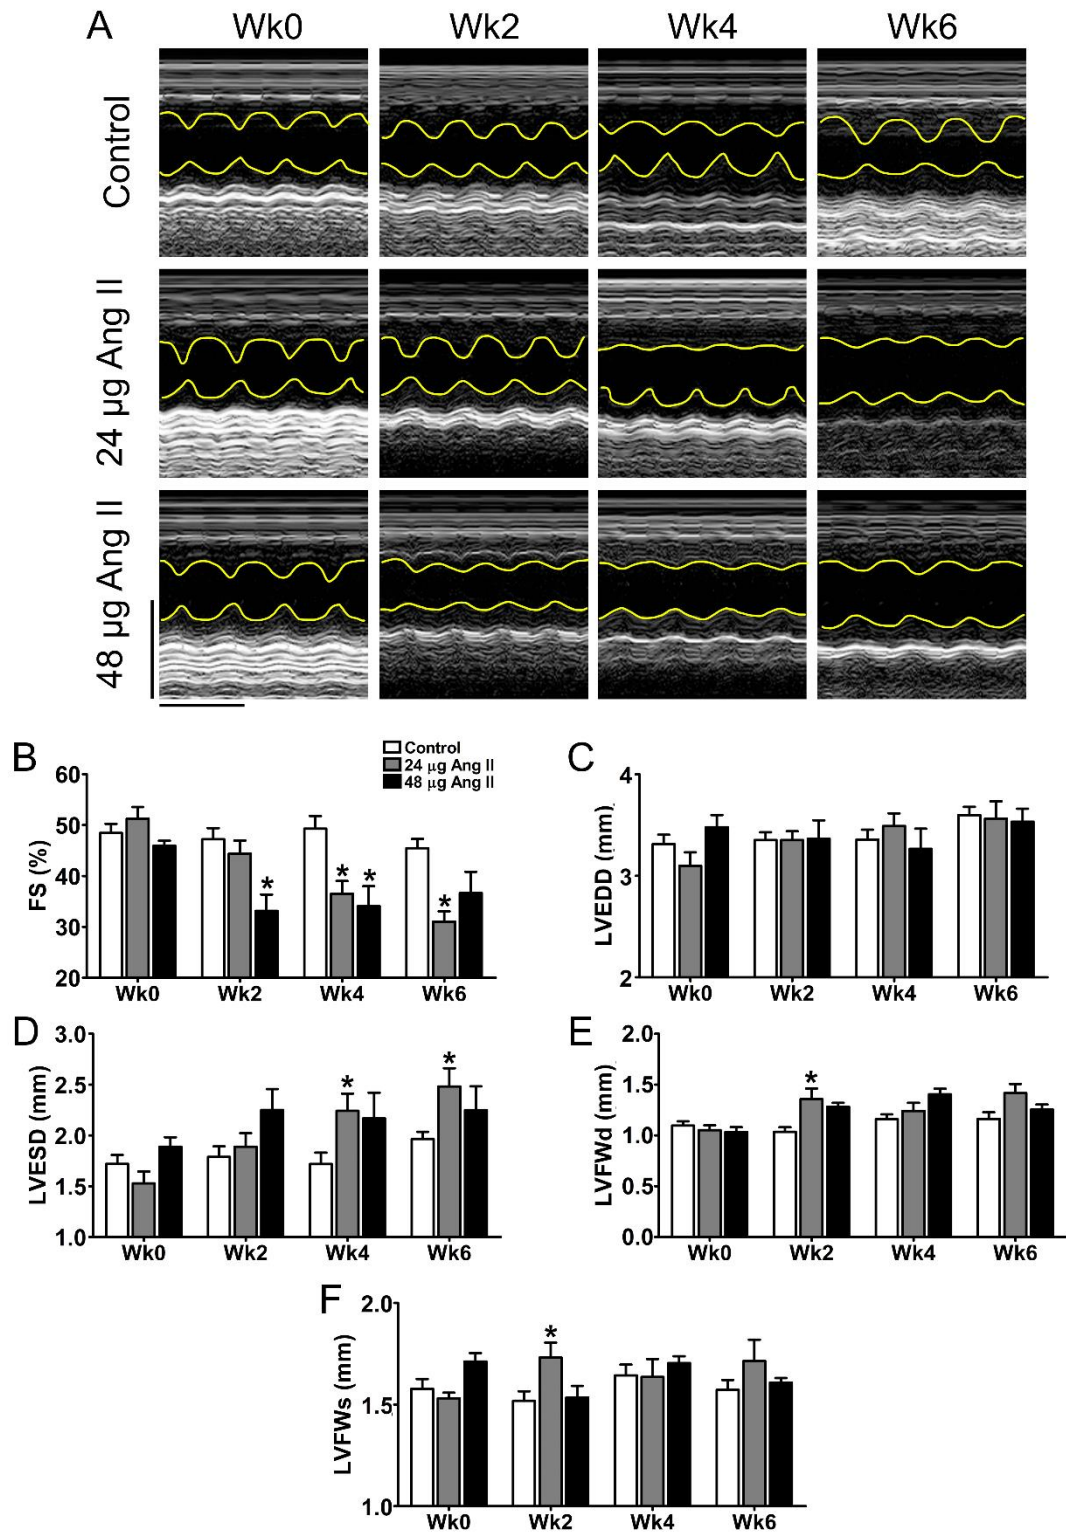 A
Wk0 Wk2 Wk4 Wk6
Control
24 µg Ang II
48 µg Ang II
B
Control
24 µg Ang II
48 µg Ang II
FS (%)
60
50
40
30
20
* * * *
Wk0 Wk2 Wk4 Wk6
C
LVEDD (mm)
4
3
2
Wk0 Wk2 Wk4 Wk6
D
LVESD (mm)
3.0
2.5
2.0
1.5
1.0
* *
Wk0 Wk2 Wk4 Wk6
E
LVFWd (mm)
2.0
1.5
1.0
0.5
0.0
*
Wk0 Wk2 Wk4 Wk6
F
LVFWs (mm)
2.0
1.5
1.0
*
Wk0 Wk2 Wk4 Wk6